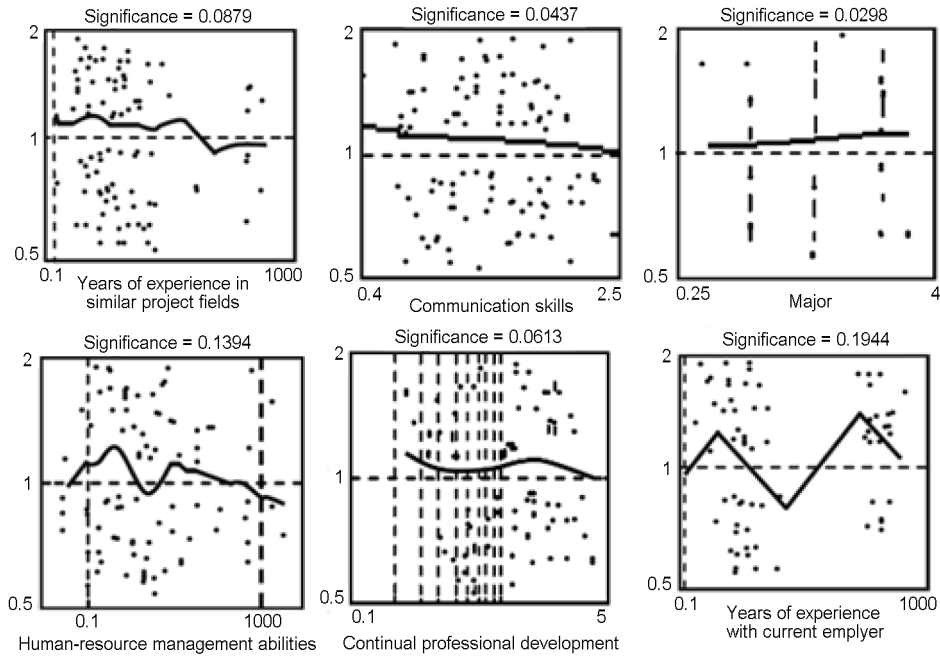 Significance = 0.0879
Significance = 0.0437
Significance = 0.0298
2
1
0.5
0.1
1000
Years of experience in
similar project fields
2
1
0.5
0.4
2.5
Communication skills
2
1
0.5
0.25
4
Major
Significance = 0.1394
Significance = 0.0613
Significance = 0.1944
2
1
0.5
0.1
1000
Human-resource management abilities
2
1
0.5
0.1
5
Continual professional development
2
1
0.5
0.1
1000
Years of experience
with current emplyer